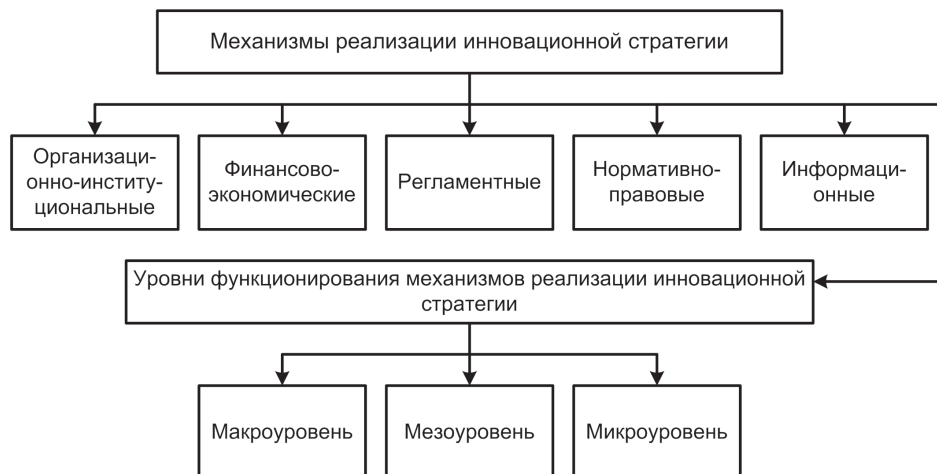 Механизмы реализации инновационной стратегии
Организаци-
онно-институ-
циональные
Финансово-
экономические
Регламентные
Нормативно-
правовые
Информаци-
онные
Уровни функционирования механизмов реализации инновационной
стратегии
Макроуровень
Мезоуровень
Микроуровень